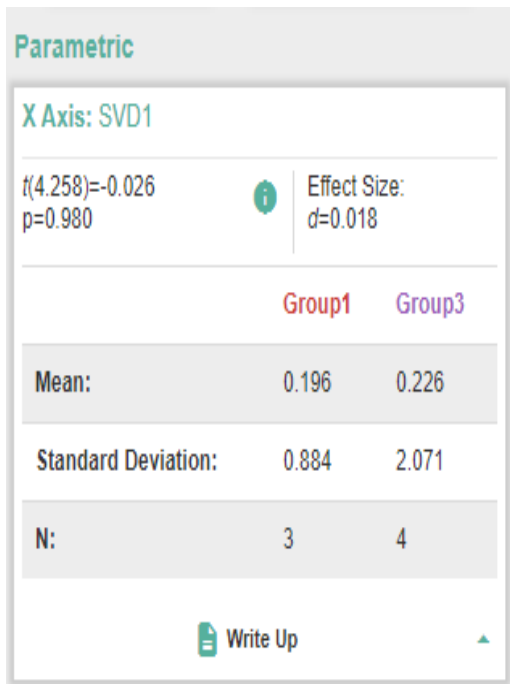 Parametric
X Axis: SVD1
t(4.258)=-0.026
p=0.980
Effect Size:
d=0.018
Group1 Group3
Mean: 0.196 0.226
Standard Deviation: 0.884 2.071
N: 3 4
Write Up